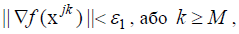 || ∇f(x^{jk}) ||< ε₁ , або k ≥ M ,